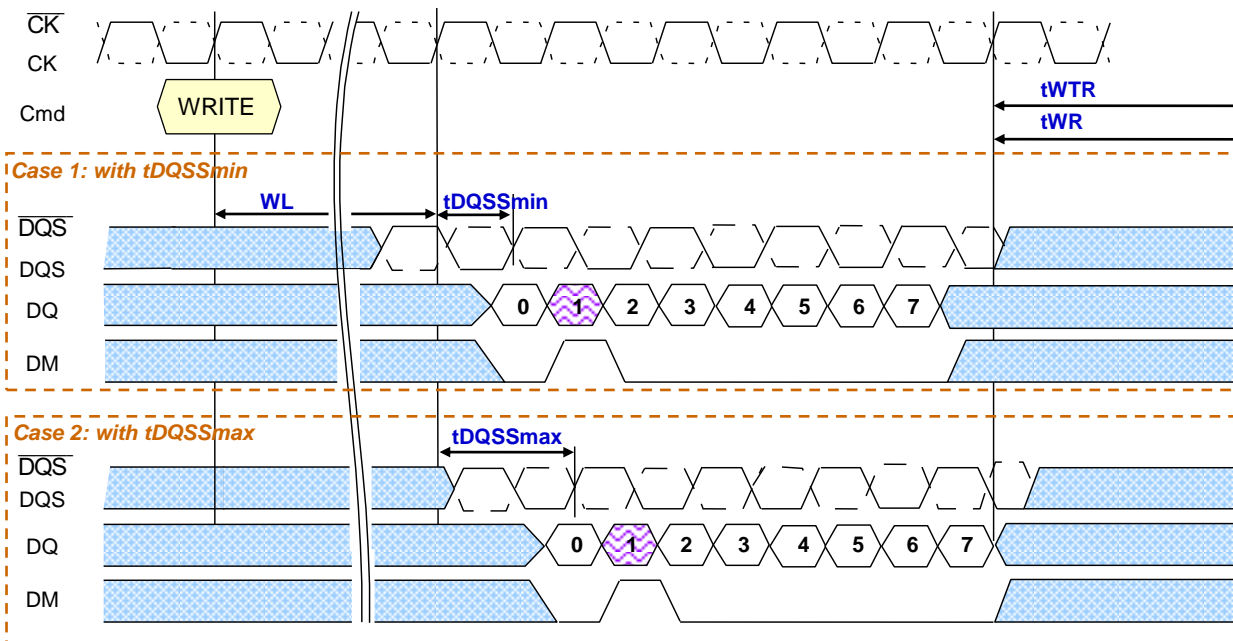 CK
CK
Cmd
WRITE
tWTR
tWR
Case 1: with tDQSSmin
WL
tDQSSmin
DQS
DQS
DQ
0 1 2 3 4 5 6 7
DM
Case 2: with tDQSSmax
tDQSSmax
DQS
DQS
DQ
0 1 2 3 4 5 6 7
DM